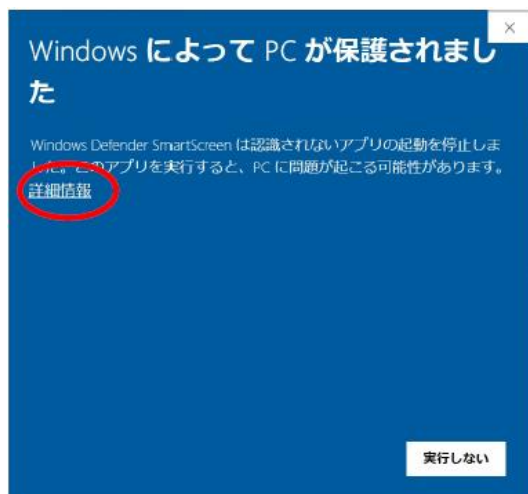 Windows によって PC が保護されまし
た
Windows Defender SmartScreen は認識されないアプリの起動を停止しま
した。このアプリを実行すると、PC に問題が起こる可能性があります。
詳細情報
実行しない